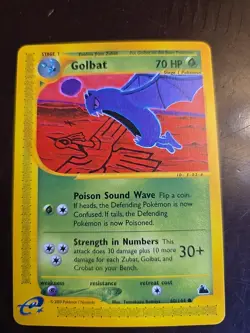 STAGE 1
Golbat
70 HP
Poison Sound Wave Flip a coin.
If heads, the Defending Pokémon is now
Confused. If tails, the Defending
Pokémon is now Poisoned.
Strength in Numbers This
attack does 30 damage plus 10 more
damage for each Zubat, Golbat, and
Crobat on your Bench.
30+
weakness
resistance
retreat cost